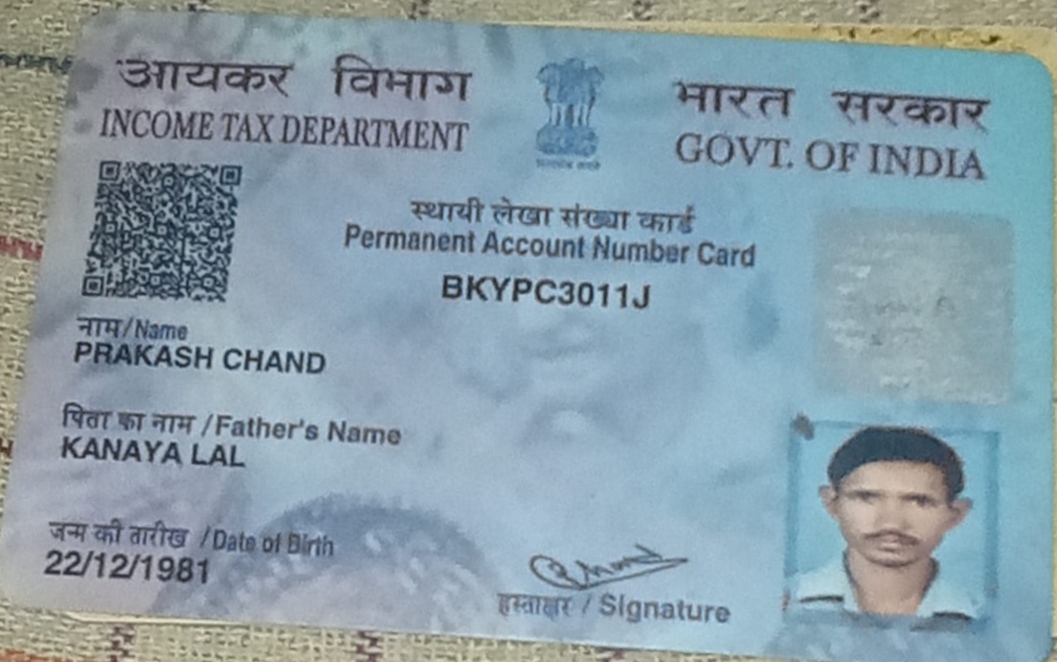 आयकर विभाग
INCOME TAX DEPARTMENT
भारत सरकार
GOVT. OF INDIA
स्थायी लेखा संख्या कार्ड
Permanent Account Number Card
BKYPC3011J
नाम/Name
PRAKASH CHAND
पिता का नाम /Father's Name
KANAYA LAL
जन्म की तारीख /Date of Birth
22/12/1981
हस्ताक्षर / Signature